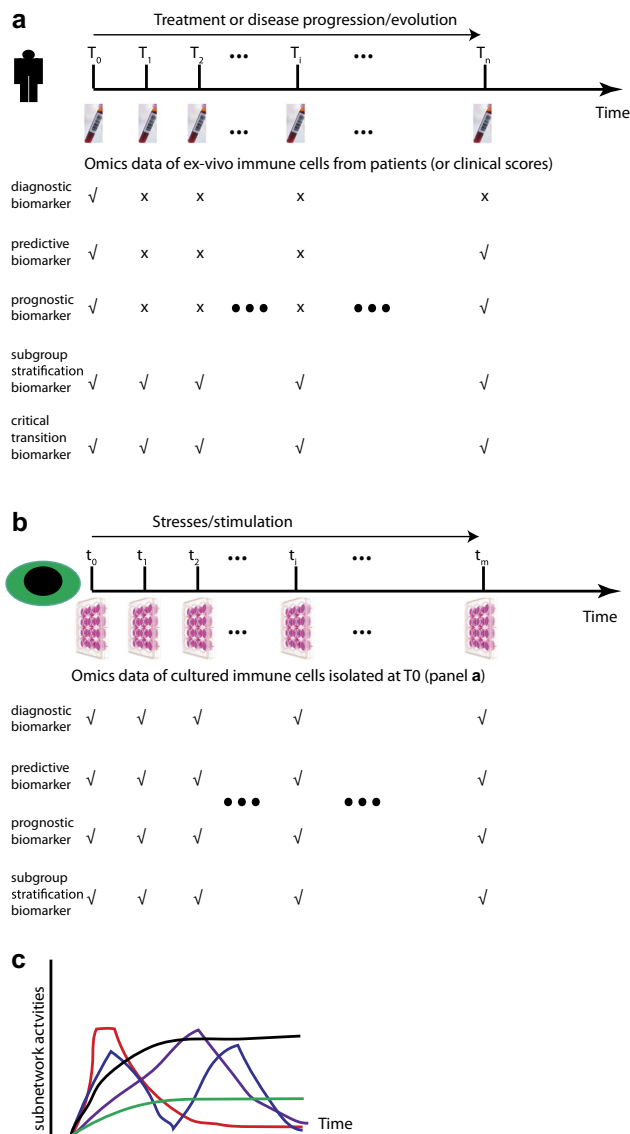 a
Treatment or disease progression/evolution
T0 T1 T2 ••• Ti ••• Tn
Time
••• •••
Omics data of ex-vivo immune cells from patients (or clinical scores)
diagnostic
biomarker
√ x x x x
predictive
biomarker
√ x x x √
prognostic
biomarker
√ x x ••• x ••• √
subgroup
stratification
biomarker
√ √ √ √ √
critical
transition
biomarker
√ √ √ √ √
b
Stresses/stimulation
t0 t1 t2 ••• ti ••• tm
Time
••• •••
Omics data of cultured immune cells isolated at T0 (panel a)
diagnostic
biomarker
√ √ √ √ √
predictive
biomarker
√ √ √ √ √
••• •••
prognostic
biomarker
√ √ √ √ √
subgroup
stratification
biomarker
√ √ √ √ √
c
subnetwork actvities
Time